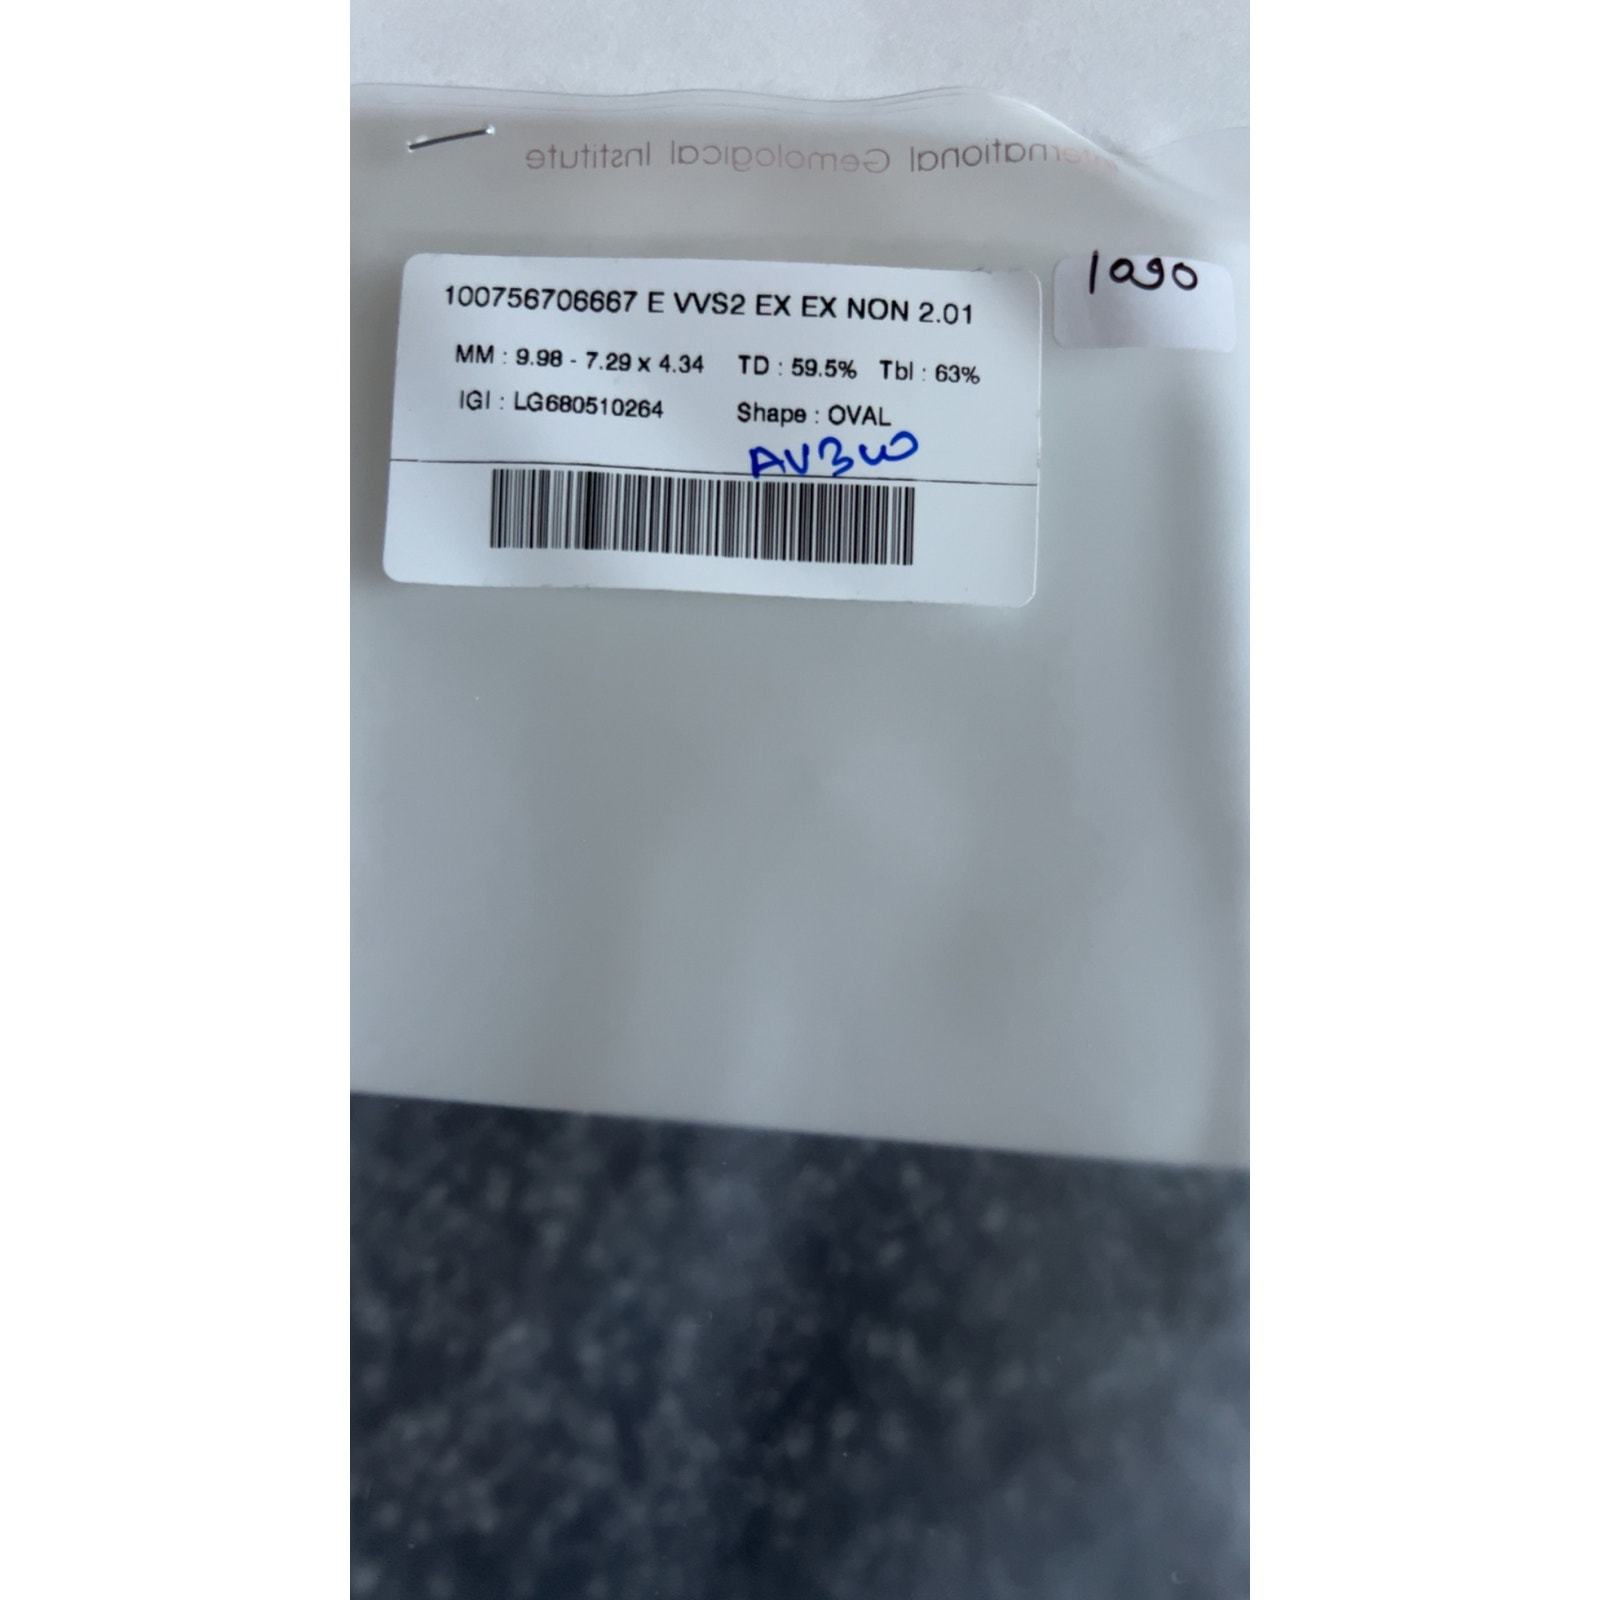 International Gemological Institute
1090
100756706667 E VVS2 EX EX NON 2.01
MM : 9.98 - 7.29 x 4.34 TD : 59.5% Tbl : 63%
IGI : LG680510264 Shape : OVAL